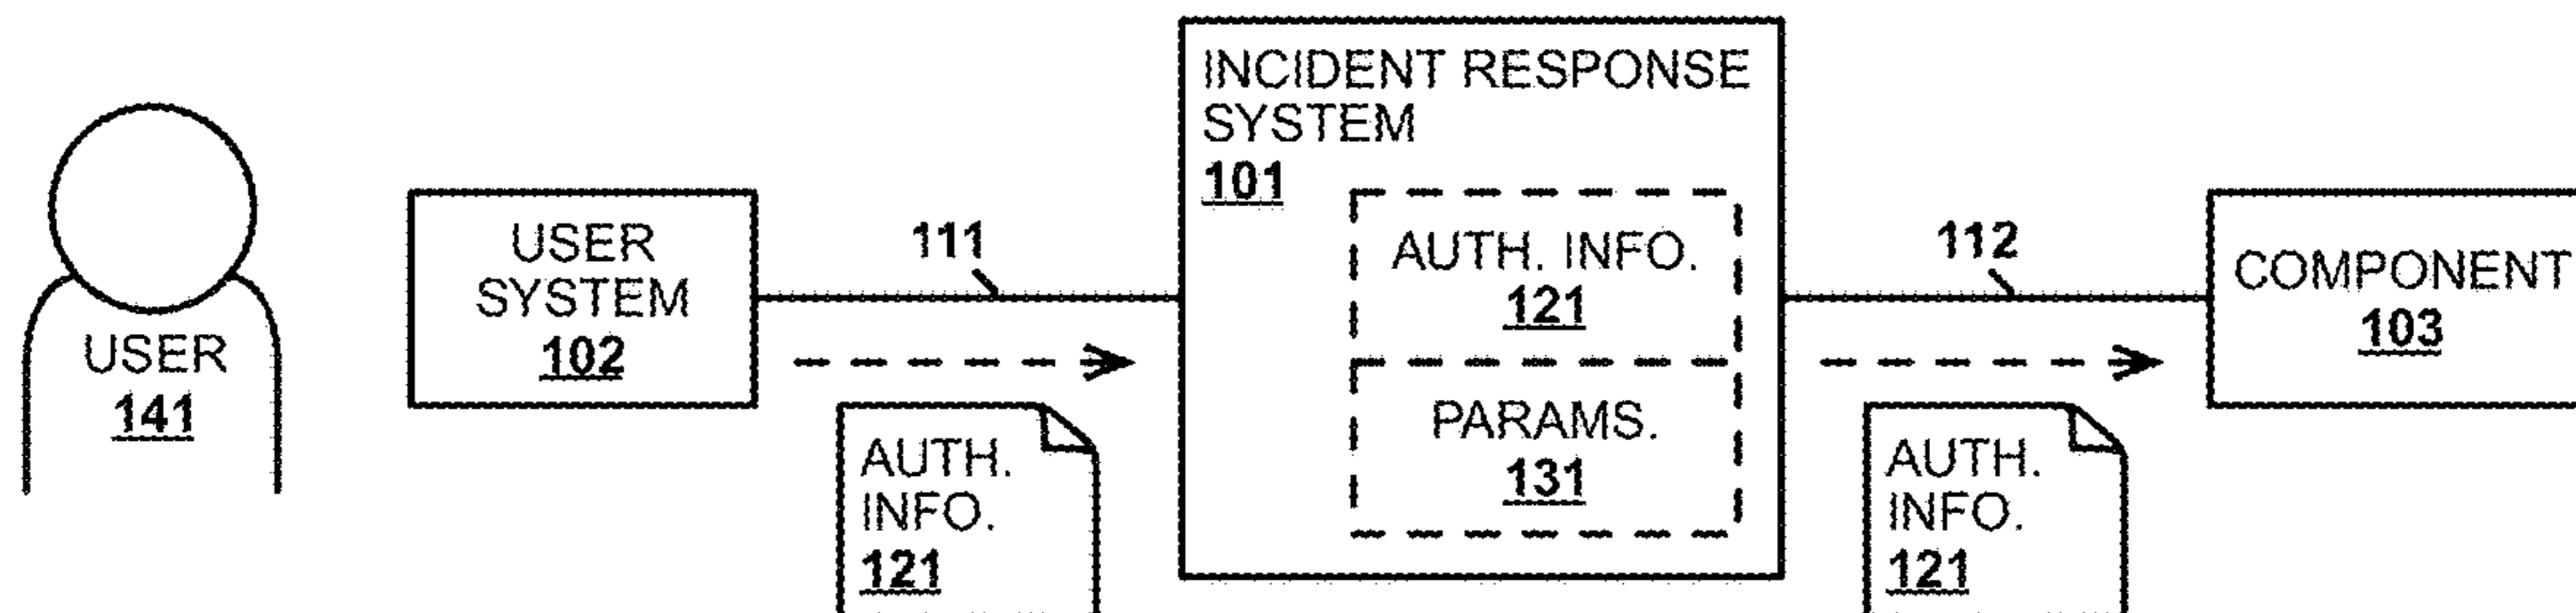 USER
141
USER
SYSTEM
102
111
AUTH.
INFO.
121
INCIDENT RESPONSE
SYSTEM
101
AUTH. INFO.
121
PARAMS.
131
112
AUTH.
INFO.
121
COMPONENT
103